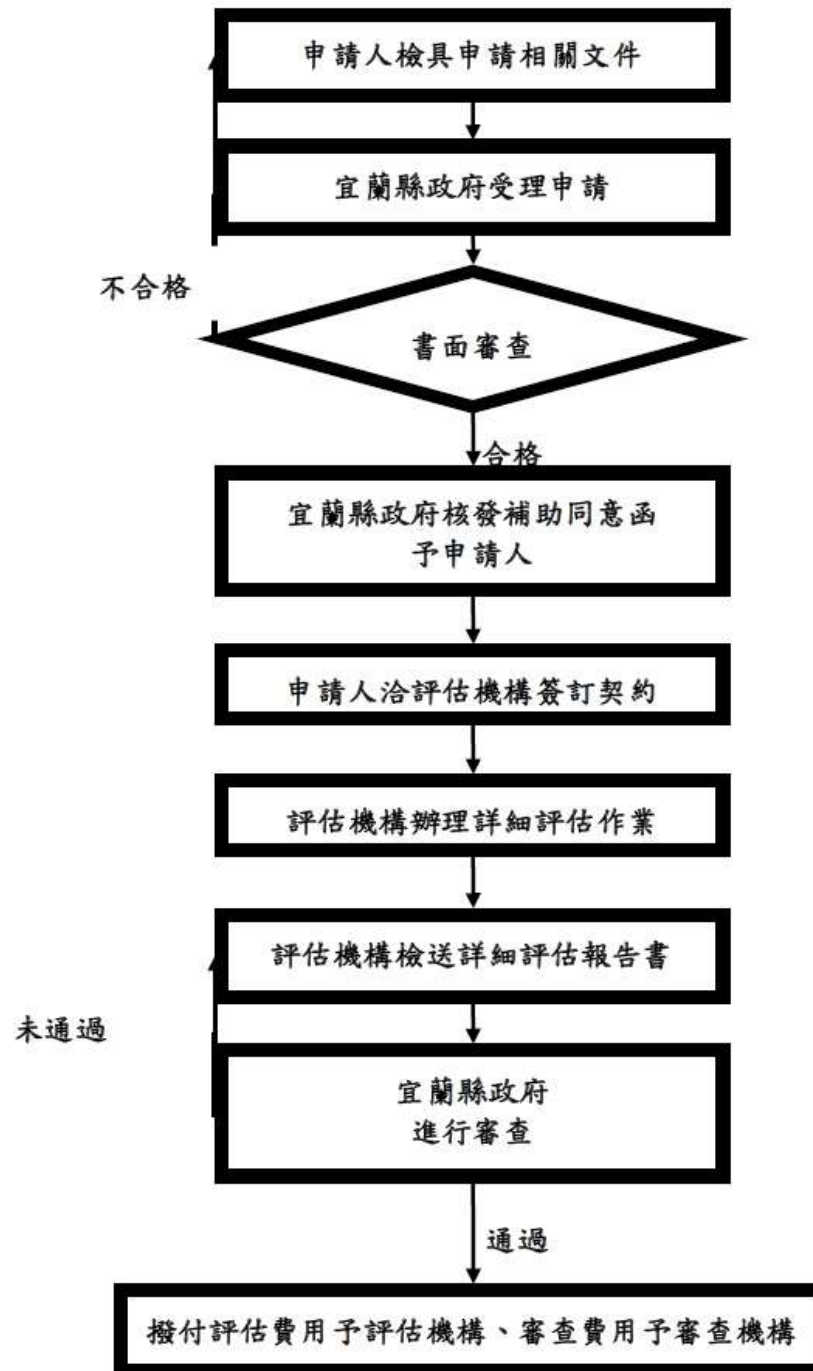 申請人檢具申請相關文件
宜蘭縣政府受理申請
不合格
書面審查
合格
宜蘭縣政府核發補助同意函
予申請人
申請人洽評估機構簽訂契約
評估機構辦理詳細評估作業
評估機構檢送詳細評估報告書
未通過
宜蘭縣政府
進行審查
通過
撥付評估費用予評估機構、審查費用予審查機構